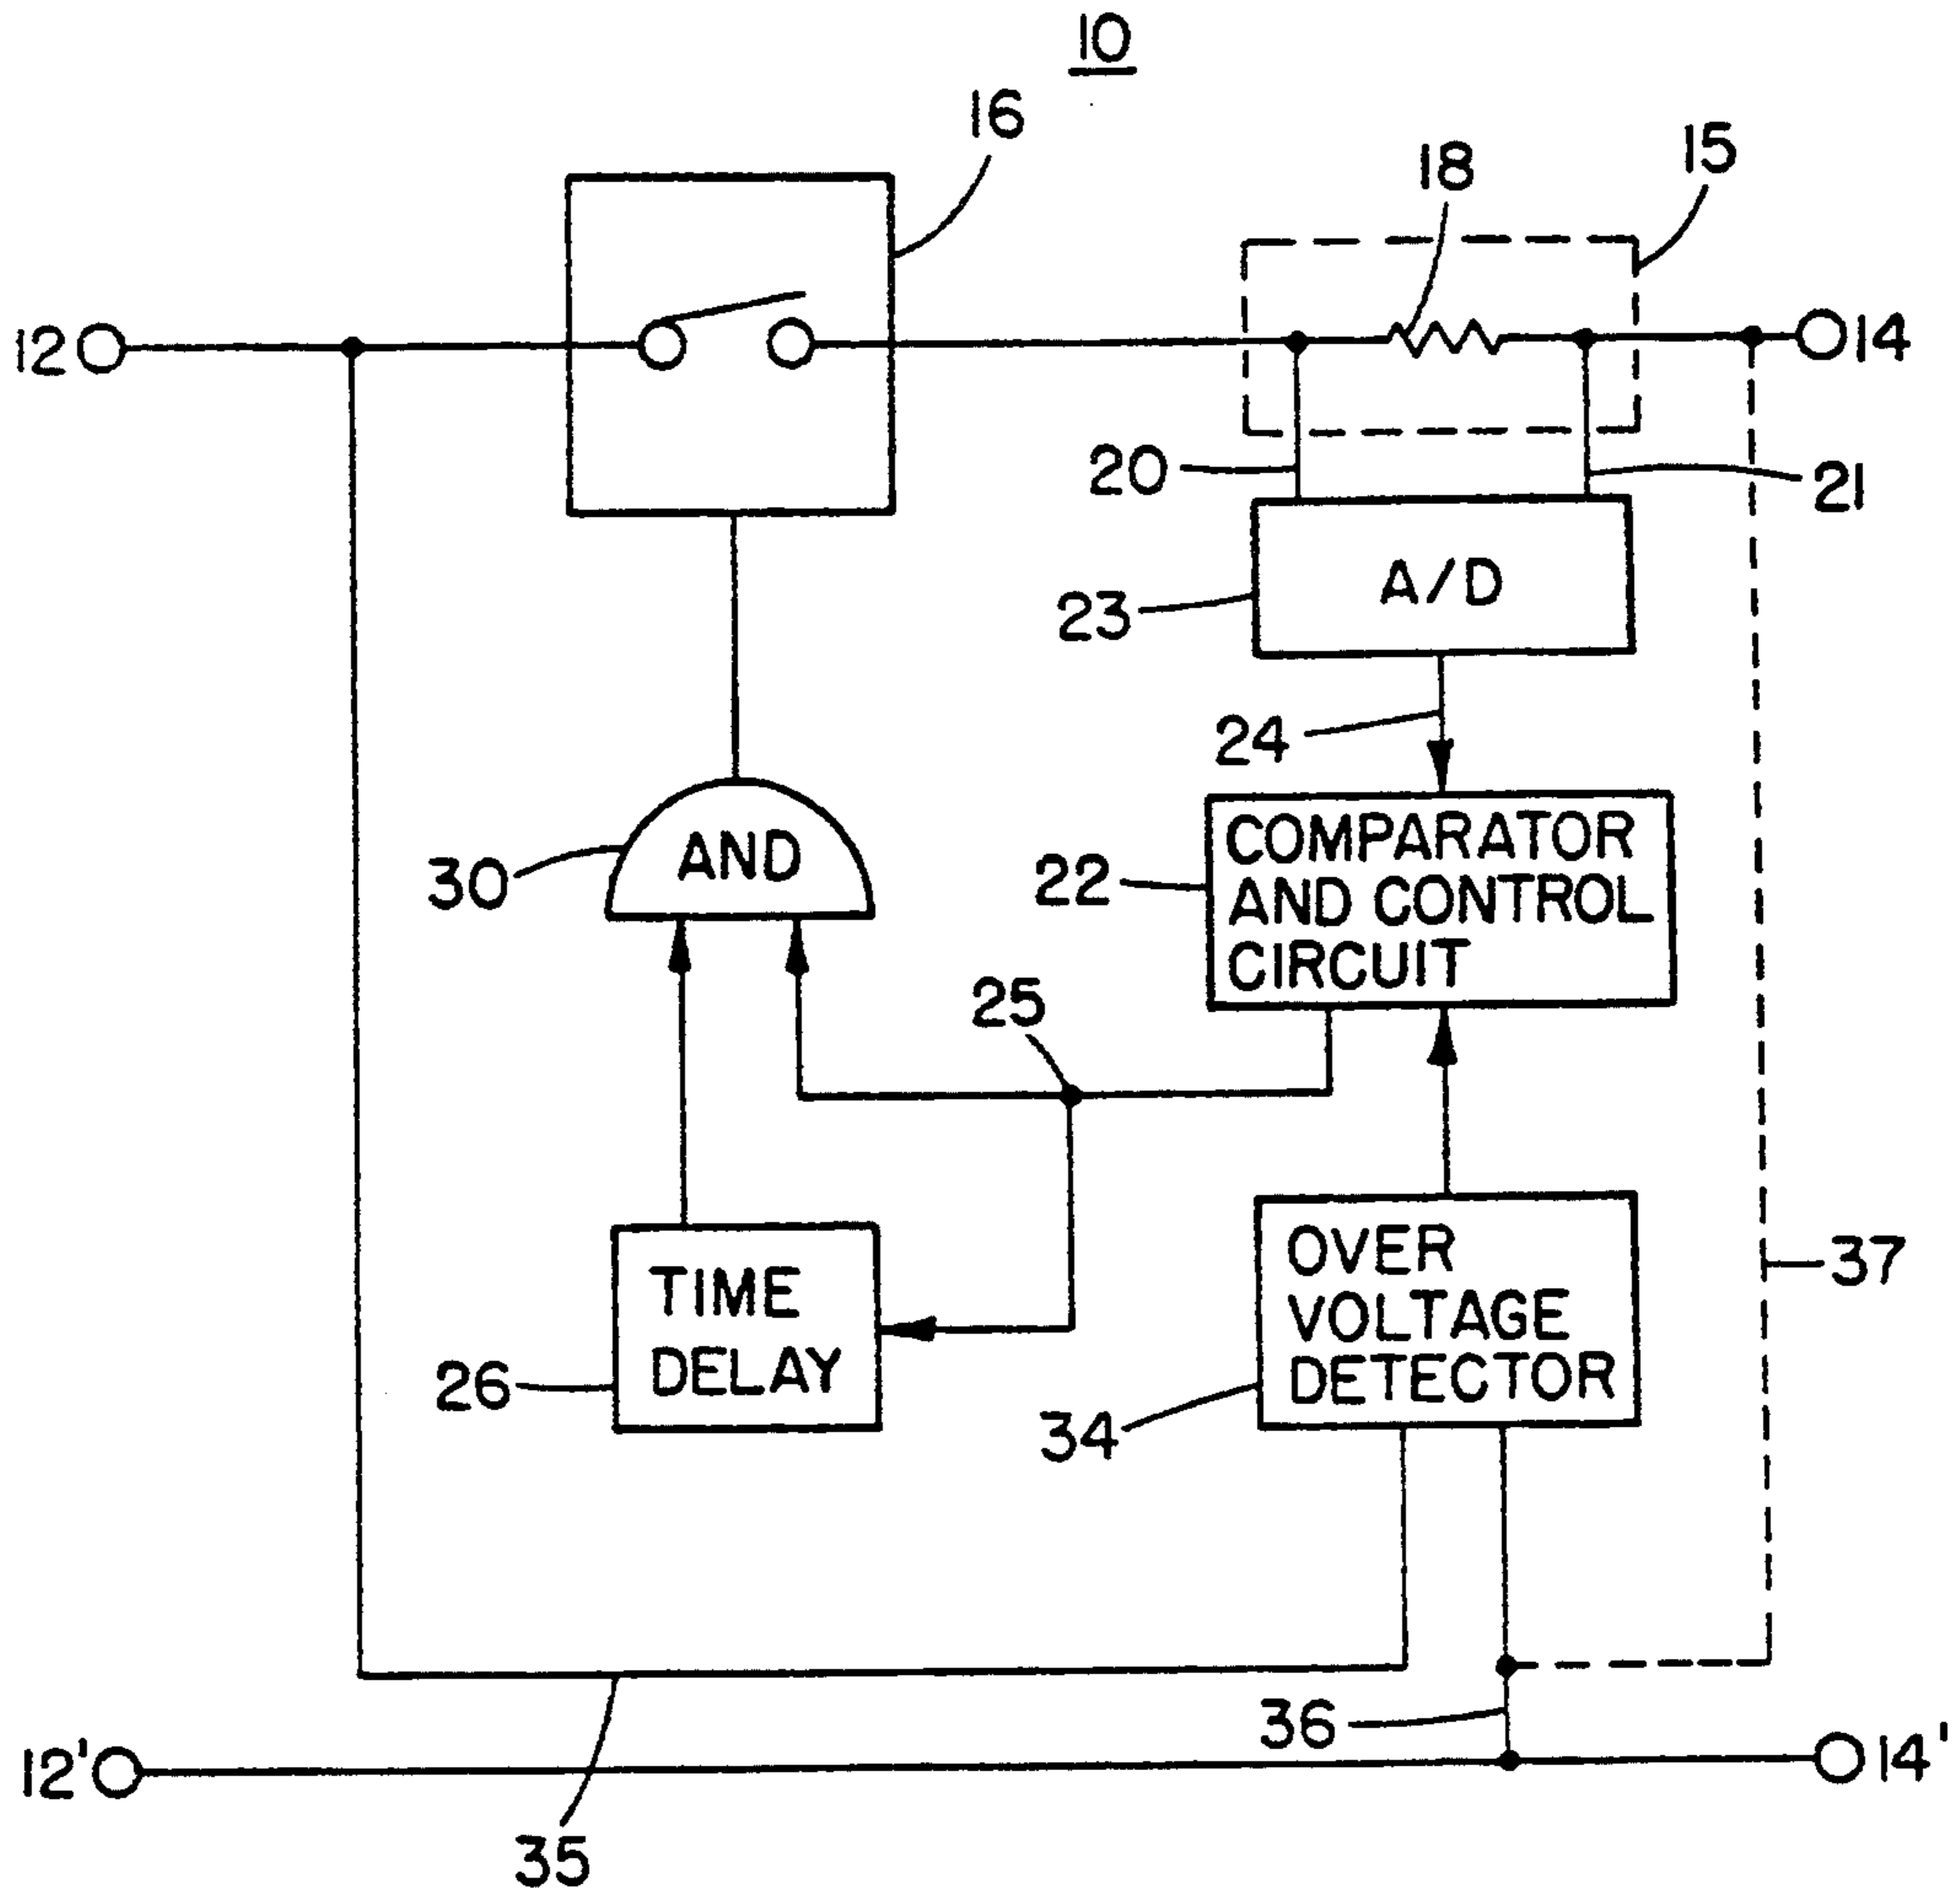 10
16
18
15
12
14
20
21
A/D
23
24
COMPARATOR
AND CONTROL
CIRCUIT
22
AND
30
25
TIME
DELAY
26
OVER
VOLTAGE
DETECTOR
34
37
36
12'
14'
35